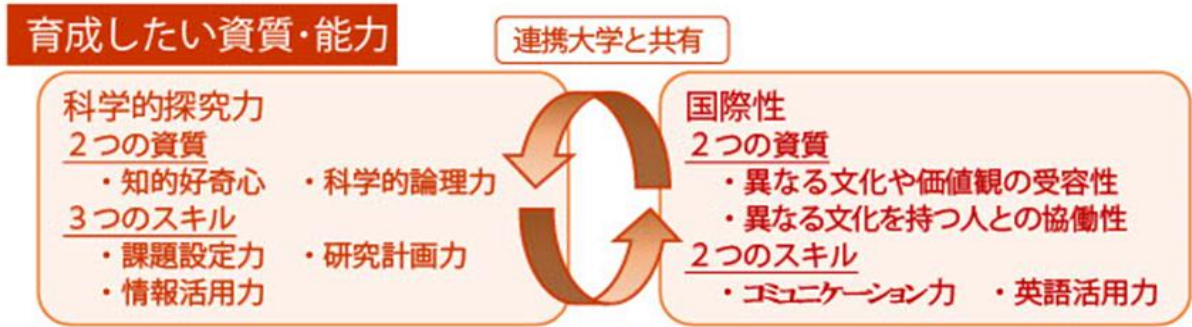 育成したい資質・能力
連携大学と共有
科学的探究力
２つの資質
・知的好奇心　・科学的論理力
３つのスキル
・課題設定力　・研究計画力
・情報活用力
国際性
２つの資質
・異なる文化や価値観の受容性
・異なる文化を持つ人との協働性
２つのスキル
・コミュニケーション力　・英語活用力